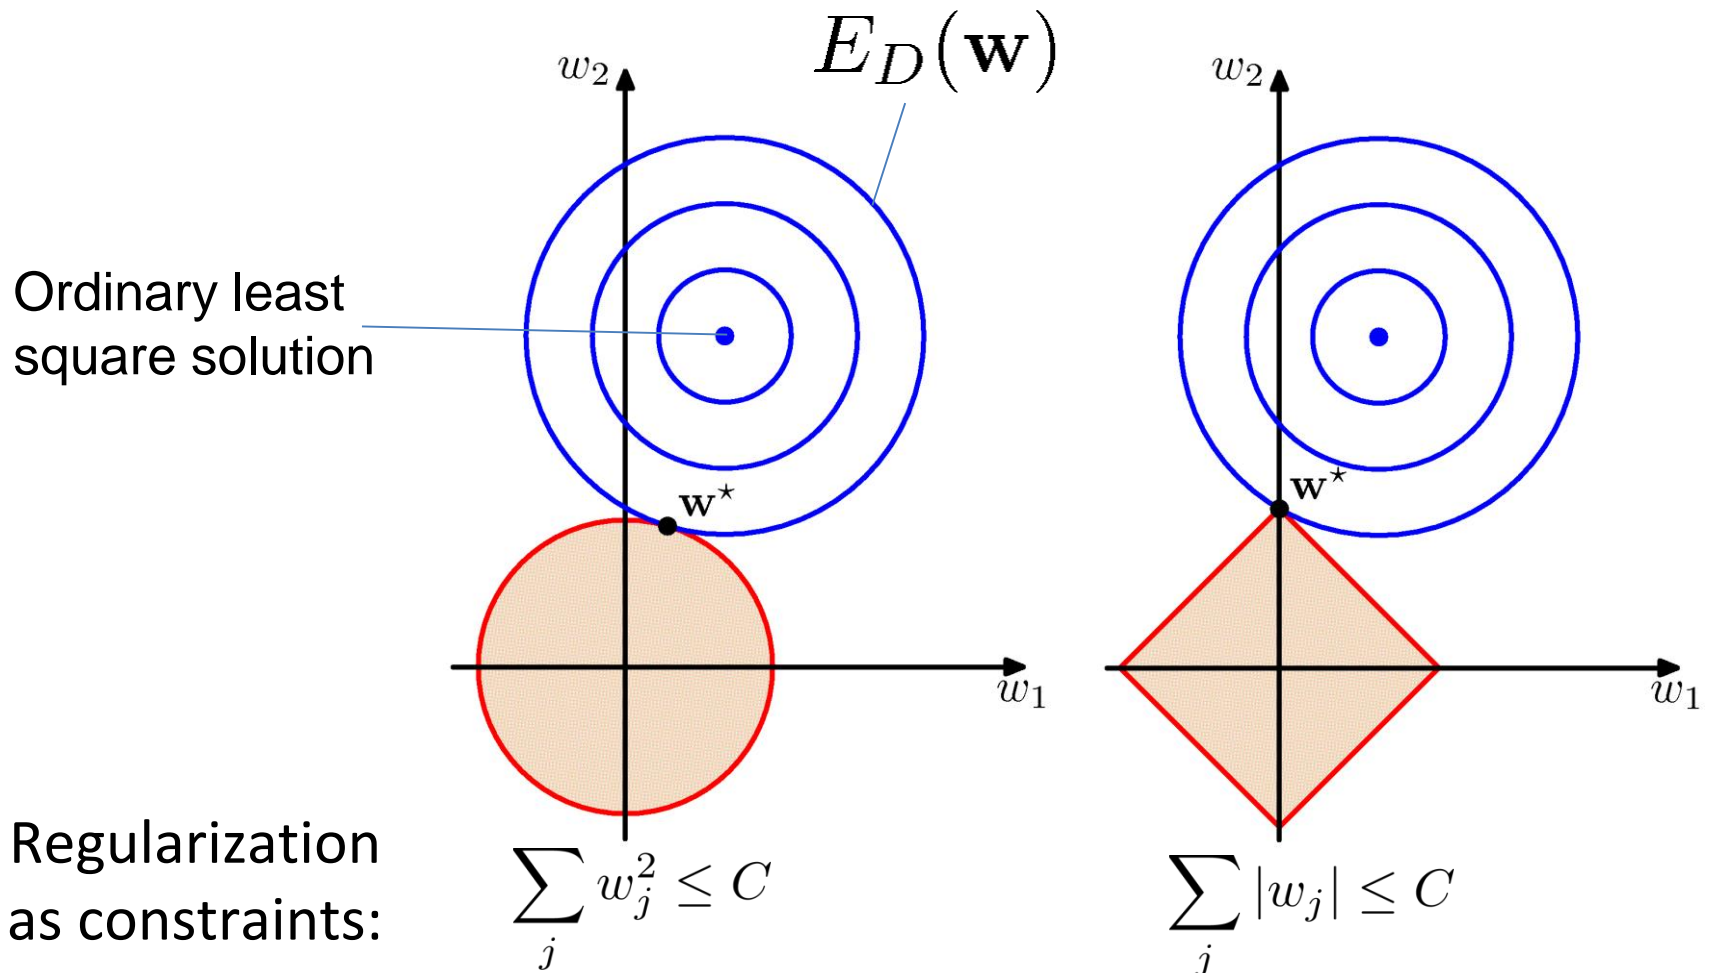 E_D(w)
w_2
w_2
Ordinary least
square solution
w*
w*
w_1
w_1
Regularization
as constraints:
∑_j w_j^2 ≤ C
∑_j |w_j| ≤ C